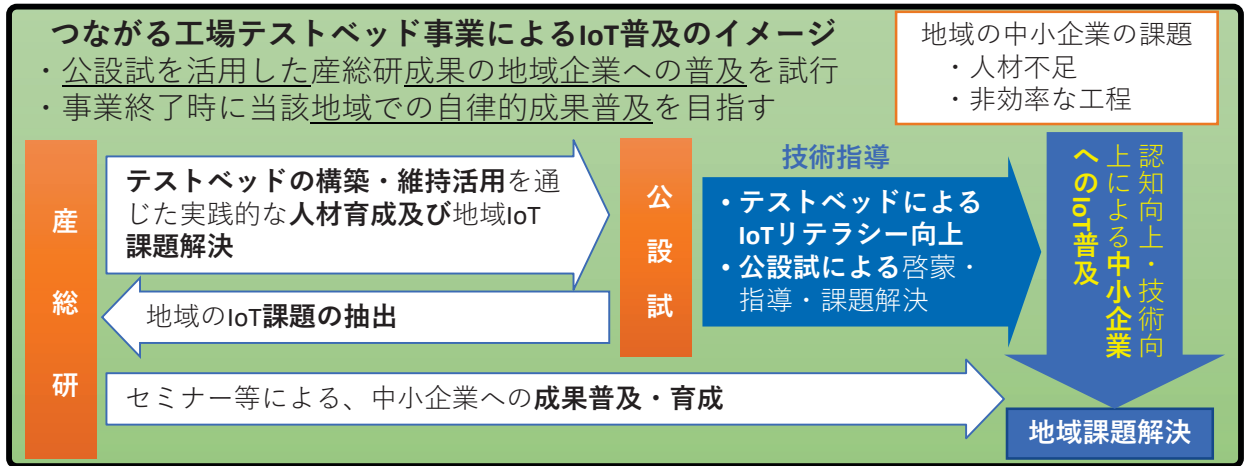 つながる工場テストベッド事業によるIoT普及のイメージ
・公設試を活用した産総研成果の地域企業への普及を試行
・事業終了時に当該地域での自律的成果普及を目指す
地域の中小企業の課題
・人材不足
・非効率な工程
産総研
テストベッドの構築・維持活用を通
じた実践的な人材育成及び地域IoT
課題解決
地域のIoT課題の抽出
公設試
技術指導
・テストベッドによる
IoTリテラシー向上
・公設試による啓蒙・
指導・課題解決
認知向上・技術向
上による中小企業
へのIoT普及
セミナー等による、中小企業への成果普及・育成
地域課題解決